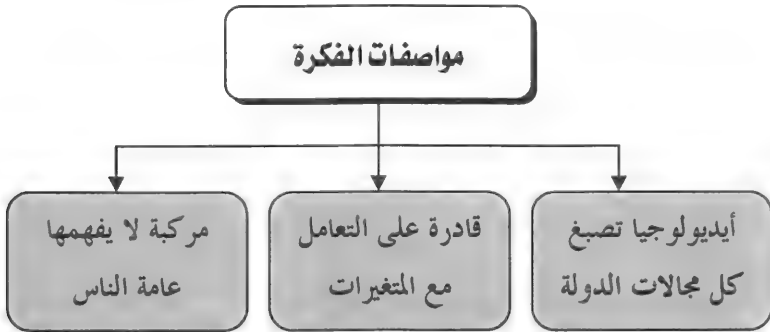 مواصفات الفكرة
أيديولوجيا تصبغ
كل مجالات الدولة
قادرة على التعامل
مع المتغيرات
مركبة لا يفهمها
عامة الناس